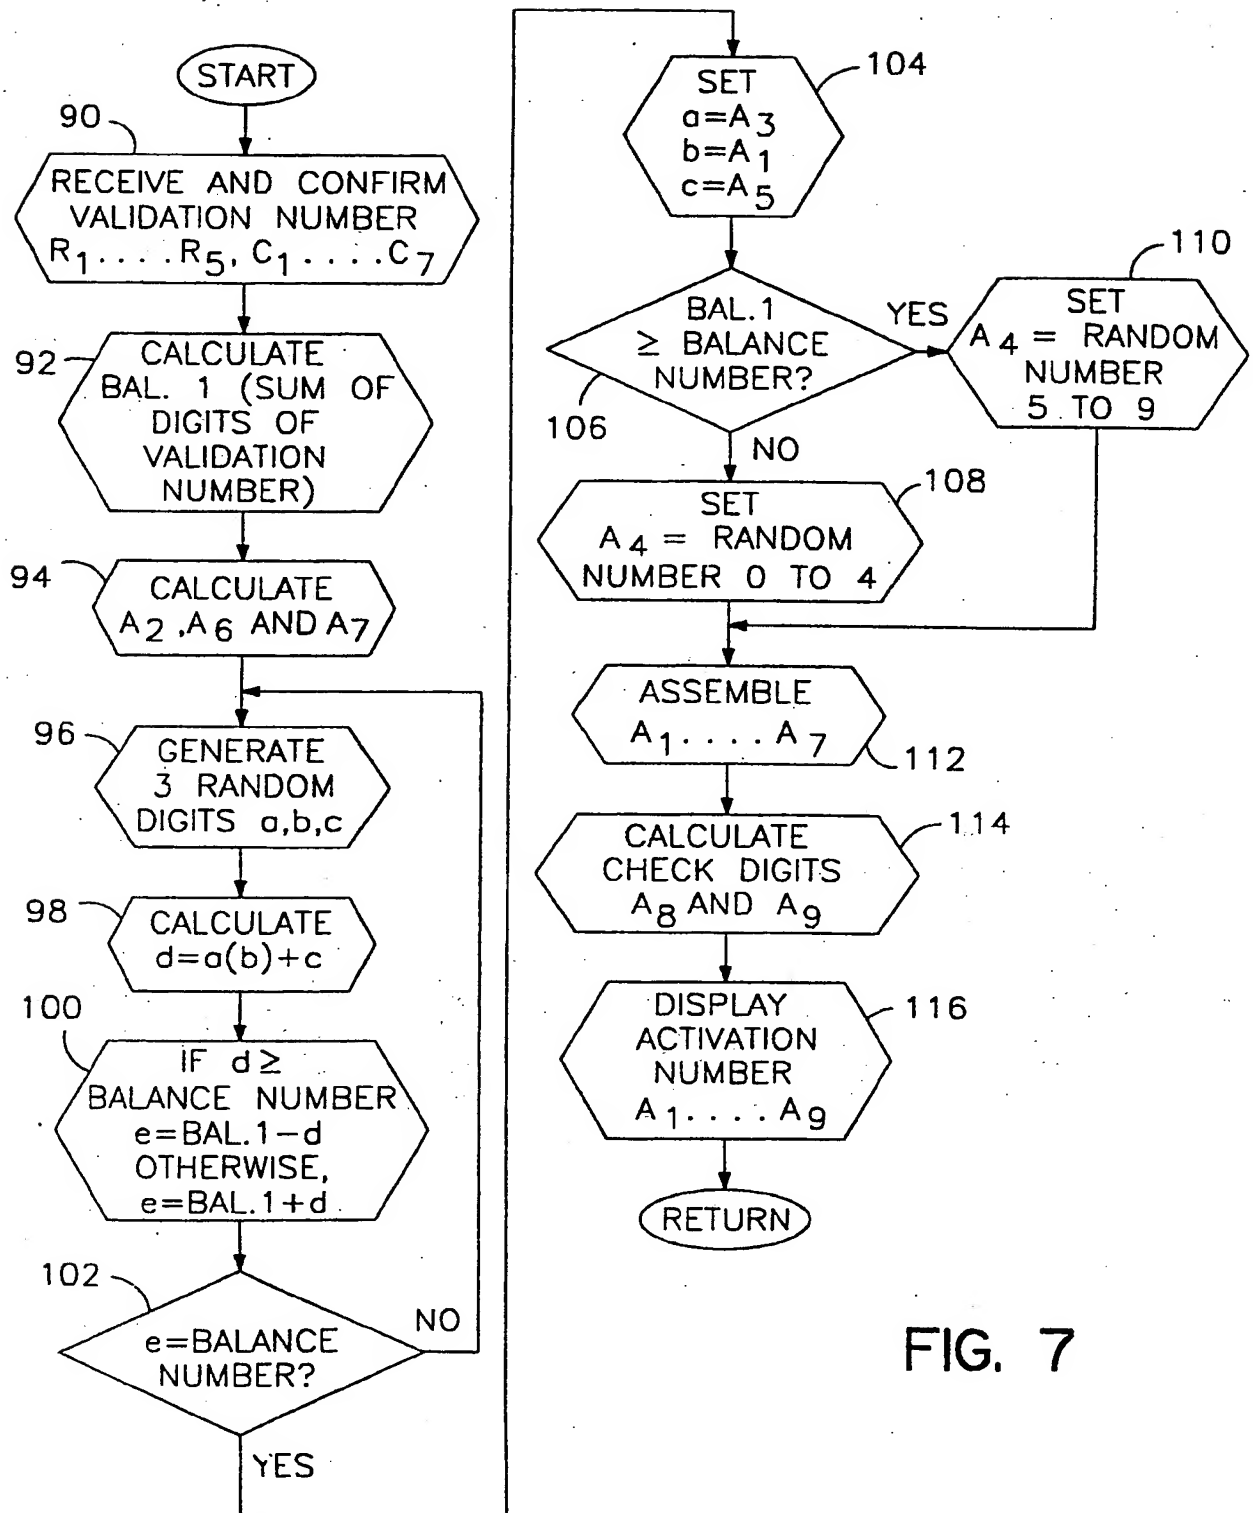 START
90
RECEIVE AND CONFIRM
VALIDATION NUMBER
R1....R5, C1....C7
92
CALCULATE
BAL. 1 (SUM OF
DIGITS OF
VALIDATION
NUMBER)
94
CALCULATE
A2 ,A6 AND A7
96
GENERATE
3 RANDOM
DIGITS a,b,c
98
CALCULATE
d=a(b)+c
100
IF d≥
BALANCE NUMBER
e=BAL.1-d
OTHERWISE,
e=BAL.1+d
102
e=BALANCE
NUMBER?
NO
YES
104
SET
a=A3
b=A1
c=A5
BAL.1
≥ BALANCE
NUMBER?
106
YES
NO
110
SET
A4 = RANDOM
NUMBER
5 TO 9
108
SET
A4 = RANDOM
NUMBER 0 TO 4
ASSEMBLE
A1....A7
112
CALCULATE
CHECK DIGITS
A8 AND A9
114
DISPLAY
ACTIVATION
NUMBER
A1....A9
116
RETURN
FIG. 7